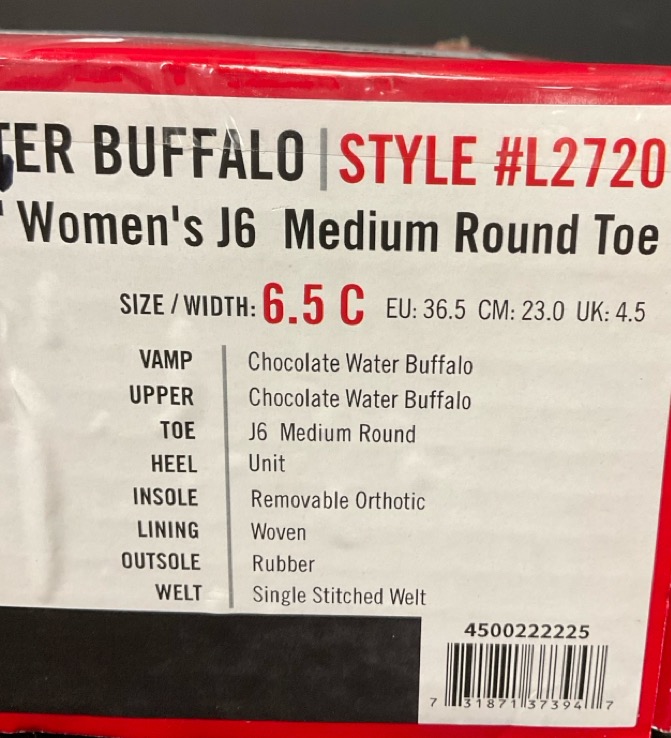 TER BUFFALO | STYLE #L2720
Women's J6 Medium Round Toe
SIZE / WIDTH: 6.5 C EU: 36.5 CM: 23.0 UK: 4.5
VAMP Chocolate Water Buffalo
UPPER Chocolate Water Buffalo
TOE J6 Medium Round
HEEL Unit
INSOLE Removable Orthotic
LINING Woven
OUTSOLE Rubber
WELT Single Stitched Welt
4500222225
7 31871 37394 7